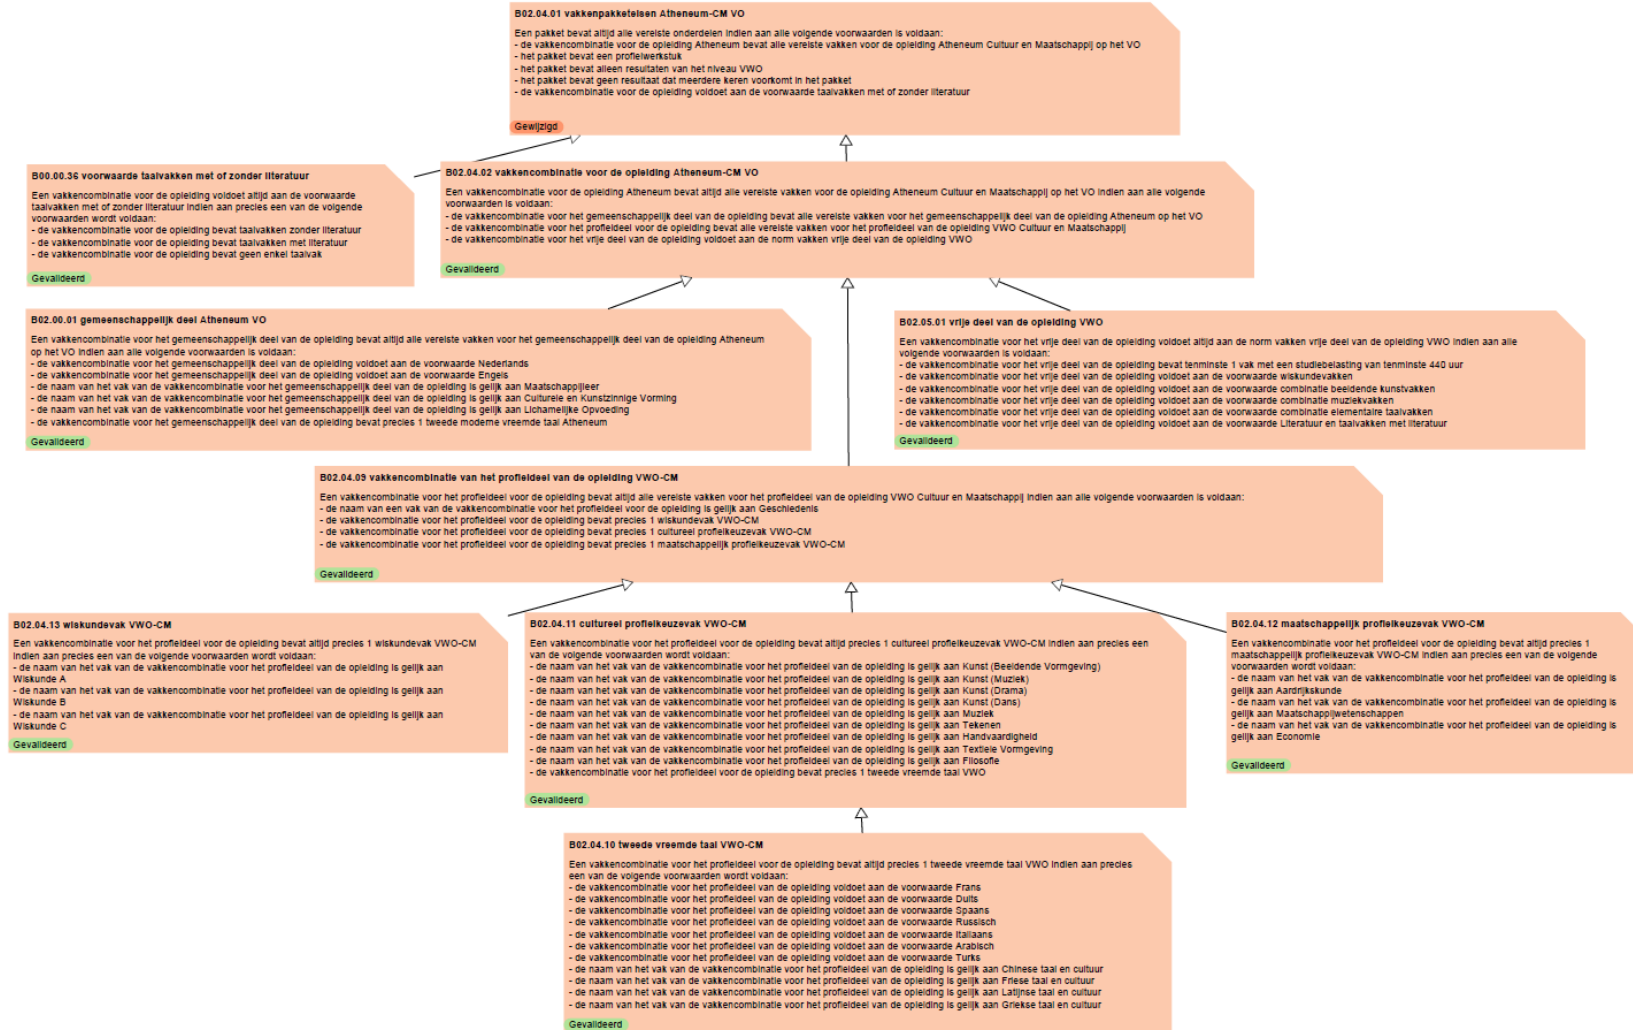 B02.04.01 vakkenpakketeisen Atheneum-CM VO
Een pakket bevat altijd alle vereiste onderdelen indien aan alle volgende voorwaarden is voldaan:
- de vakkencombinatie voor de opleiding Atheneum bevat alle vereiste vakken voor de opleiding Atheneum Cultuur en Maatschappij op het VO
- het pakket bevat een profielwerkstuk
- het pakket bevat alleen resultaten van het niveau VWO
- het pakket bevat geen resultaat dat meerdere keren voorkomt in het pakket
- de vakkencombinatie voor de opleiding voldoet aan de voorwaarde taalvakken met of zonder literatuur
Gewijzigd
B00.00.36 voorwaarde taalvakken met of zonder literatuur
Een vakkencombinatie voor de opleiding voldoet altijd aan de voorwaarde
taalvakken met of zonder literatuur indien aan precies een van de volgende
voorwaarden wordt voldaan:
- de vakkencombinatie voor de opleiding bevat taalvakken zonder literatuur
- de vakkencombinatie voor de opleiding bevat taalvakken met literatuur
- de vakkencombinatie voor de opleiding bevat geen enkel taalvak
Gevalideerd
B02.04.02 vakkencombinatie voor de opleiding Atheneum-CM VO
Een vakkencombinatie voor de opleiding Atheneum bevat altijd alle vereiste vakken voor de opleiding Atheneum Cultuur en Maatschappij op het VO indien aan alle volgende
voorwaarden is voldaan:
- de vakkencombinatie voor het gemeenschappelijk deel van de opleiding bevat alle vereiste vakken voor het gemeenschappelijk deel van de opleiding Atheneum op het VO
- de vakkencombinatie voor het profieldeel voor de opleiding bevat alle vereiste vakken voor het profieldeel van de opleiding VWO Cultuur en Maatschappij
- de vakkencombinatie voor het vrije deel van de opleiding voldoet aan de norm vakken vrije deel van de opleiding VWO
Gevalideerd
B02.00.01 gemeenschappelijk deel Atheneum VO
Een vakkencombinatie voor het gemeenschappelijk deel van de opleiding bevat altijd alle vereiste vakken voor het gemeenschappelijk deel van de opleiding Atheneum
op het VO indien aan alle volgende voorwaarden is voldaan:
- de vakkencombinatie voor het gemeenschappelijk deel van de opleiding voldoet aan de voorwaarde Nederlands
- de vakkencombinatie voor het gemeenschappelijk deel van de opleiding voldoet aan de voorwaarde Engels
- de naam van het vak van de vakkencombinatie voor het gemeenschappelijk deel van de opleiding is gelijk aan Maatschappijleer
- de naam van het vak van de vakkencombinatie voor het gemeenschappelijk deel van de opleiding is gelijk aan Culturele en Kunstzinnige Vorming
- de naam van het vak van de vakkencombinatie voor het gemeenschappelijk deel van de opleiding is gelijk aan Lichamelijke Opvoeding
- de vakkencombinatie voor het gemeenschappelijk deel van de opleiding bevat precies 1 tweede moderne vreemde taal Atheneum
Gevalideerd
B02.05.01 vrije deel van de opleiding VWO
Een vakkencombinatie voor het vrije deel van de opleiding voldoet altijd aan de norm vakken vrije deel van de opleiding VWO indien aan alle
volgende voorwaarden is voldaan:
- de vakkencombinatie voor het vrije deel van de opleiding bevat tenminste 1 vak met een studiebelasting van tenminste 440 uur
- de vakkencombinatie voor het vrije deel van de opleiding voldoet aan de voorwaarde wiskundevakken
- de vakkencombinatie voor het vrije deel van de opleiding voldoet aan de voorwaarde combinatie beeldende kunstvakken
- de vakkencombinatie voor het vrije deel van de opleiding voldoet aan de voorwaarde combinatie muziekvakken
- de vakkencombinatie voor het vrije deel van de opleiding voldoet aan de voorwaarde combinatie elementaire taalvakken
- de vakkencombinatie voor het vrije deel van de opleiding voldoet aan de voorwaarde Literatuur en taalvakken met literatuur
Gevalideerd
B02.04.09 vakkencombinatie van het profieldeel van de opleiding VWO-CM
Een vakkencombinatie voor het profieldeel voor de opleiding bevat altijd alle vereiste vakken voor het profieldeel van de opleiding VWO Cultuur en Maatschappij indien aan alle volgende voorwaarden is voldaan:
- de naam van een vak van de vakkencombinatie voor het profieldeel voor de opleiding is gelijk aan Geschiedenis
- de vakkencombinatie voor het profieldeel voor de opleiding bevat precies 1 wiskundevak VWO-CM
- de vakkencombinatie voor het profieldeel voor de opleiding bevat precies 1 cultureel profielkeuzevak VWO-CM
- de vakkencombinatie voor het profieldeel voor de opleiding bevat precies 1 maatschappelijk profielkeuzevak VWO-CM
Gevalideerd
B02.04.13 wiskundevak VWO-CM
Een vakkencombinatie voor het profieldeel voor de opleiding bevat altijd precies 1 wiskundevak VWO-CM
indien aan precies een van de volgende voorwaarden wordt voldaan:
- de naam van het vak van de vakkencombinatie voor het profieldeel van de opleiding is gelijk aan
Wiskunde A
- de naam van het vak van de vakkencombinatie voor het profieldeel van de opleiding is gelijk aan
Wiskunde B
- de naam van het vak van de vakkencombinatie voor het profieldeel van de opleiding is gelijk aan
Wiskunde C
Gevalideerd
B02.04.11 cultureel profielkeuzevak VWO-CM
Een vakkencombinatie voor het profieldeel voor de opleiding bevat altijd precies 1 cultureel profielkeuzevak VWO-CM indien aan precies een
van de volgende voorwaarden wordt voldaan:
- de naam van het vak van de vakkencombinatie voor het profieldeel van de opleiding is gelijk aan Kunst (Beeldende Vormgeving)
- de naam van het vak van de vakkencombinatie voor het profieldeel van de opleiding is gelijk aan Kunst (Muziek)
- de naam van het vak van de vakkencombinatie voor het profieldeel van de opleiding is gelijk aan Kunst (Drama)
- de naam van het vak van de vakkencombinatie voor het profieldeel van de opleiding is gelijk aan Kunst (Dans)
- de naam van het vak van de vakkencombinatie voor het profieldeel van de opleiding is gelijk aan Muziek
- de naam van het vak van de vakkencombinatie voor het profieldeel van de opleiding is gelijk aan Tekenen
- de naam van het vak van de vakkencombinatie voor het profieldeel van de opleiding is gelijk aan Handvaardigheid
- de naam van het vak van de vakkencombinatie voor het profieldeel van de opleiding is gelijk aan Textiele Vormgeving
- de naam van het vak van de vakkencombinatie voor het profieldeel van de opleiding is gelijk aan Filosofie
- de vakkencombinatie voor het profieldeel voor de opleiding bevat precies 1 tweede vreemde taal VWO
Gevalideerd
B02.04.12 maatschappelijk profielkeuzevak VWO-CM
Een vakkencombinatie voor het profieldeel voor de opleiding bevat altijd precies 1
maatschappelijk profielkeuzevak VWO-CM indien aan precies een van de volgende
voorwaarden wordt voldaan:
- de naam van het vak van de vakkencombinatie voor het profieldeel van de opleiding is
gelijk aan Aardrijkskunde
- de naam van het vak van de vakkencombinatie voor het profieldeel van de opleiding is
gelijk aan Maatschappijwetenschappen
- de naam van het vak van de vakkencombinatie voor het profieldeel van de opleiding is
gelijk aan Economie
Gevalideerd
B02.04.10 tweede vreemde taal VWO-CM
Een vakkencombinatie voor het profieldeel voor de opleiding bevat altijd precies 1 tweede vreemde taal VWO indien aan precies
een van de volgende voorwaarden wordt voldaan:
- de vakkencombinatie voor het profieldeel van de opleiding voldoet aan de voorwaarde Frans
- de vakkencombinatie voor het profieldeel van de opleiding voldoet aan de voorwaarde Duits
- de vakkencombinatie voor het profieldeel van de opleiding voldoet aan de voorwaarde Spaans
- de vakkencombinatie voor het profieldeel van de opleiding voldoet aan de voorwaarde Russisch
- de vakkencombinatie voor het profieldeel van de opleiding voldoet aan de voorwaarde Italiaans
- de vakkencombinatie voor het profieldeel van de opleiding voldoet aan de voorwaarde Arabisch
- de vakkencombinatie voor het profieldeel van de opleiding voldoet aan de voorwaarde Turks
- de naam van het vak van de vakkencombinatie voor het profieldeel van de opleiding is gelijk aan Chinese taal en cultuur
- de naam van het vak van de vakkencombinatie voor het profieldeel van de opleiding is gelijk aan Friese taal en cultuur
- de naam van het vak van de vakkencombinatie voor het profieldeel van de opleiding is gelijk aan Latijnse taal en cultuur
- de naam van het vak van de vakkencombinatie voor het profieldeel van de opleiding is gelijk aan Griekse taal en cultuur
Gevalideerd